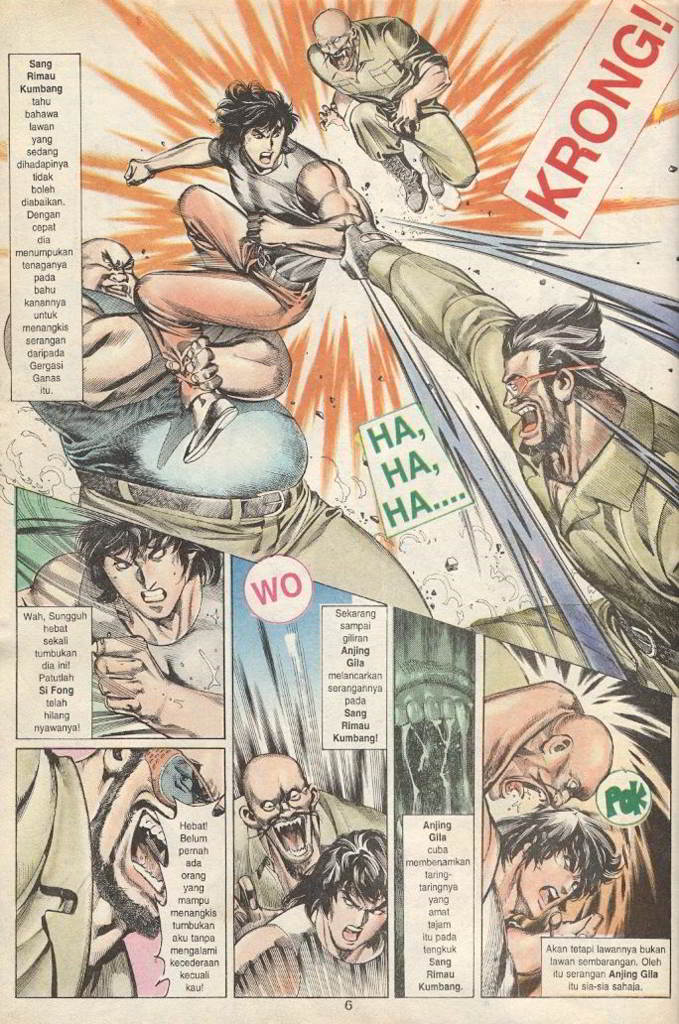 Sang
Rimau
Kumbang
tahu
bahawa
lawan
yang
sedang
dihadapinya
tidak
boleh
diabaikan.
Dengan
cepat
dia
menumpukan
tenaganya
pada
bahu
kanannya
untuk
menangkis
serangan
daripada
Gergasi
Ganas
itu.
KRONG!
HA,
HA,
HA....
Wah, Sungguh
hebat
sekali
tumbukan
dia ini!
Patutlah
Si Fong
telah
hilang
nyawanya!
WO
Sekarang
sampai
giliran
Anjing
Gila
melancarkan
serangannya
pada
Sang
Rimau
Kumbang!
Hebat!
Belum
pernah
ada
orang
yang
mampu
menangkis
tumbukan
aku tanpa
mengalami
kecederaan
kecuali
kau!
Anjing
Gila
cuba
membenamkan
taring-
taringnya
yang
amat
tajam
itu pada
tengkuk
Sang
Rimau
Kumbang.
POK
Akan tetapi lawannya bukan
lawan sembarangan. Oleh
itu serangan Anjing Gila
itu sia-sia sahaja.
6